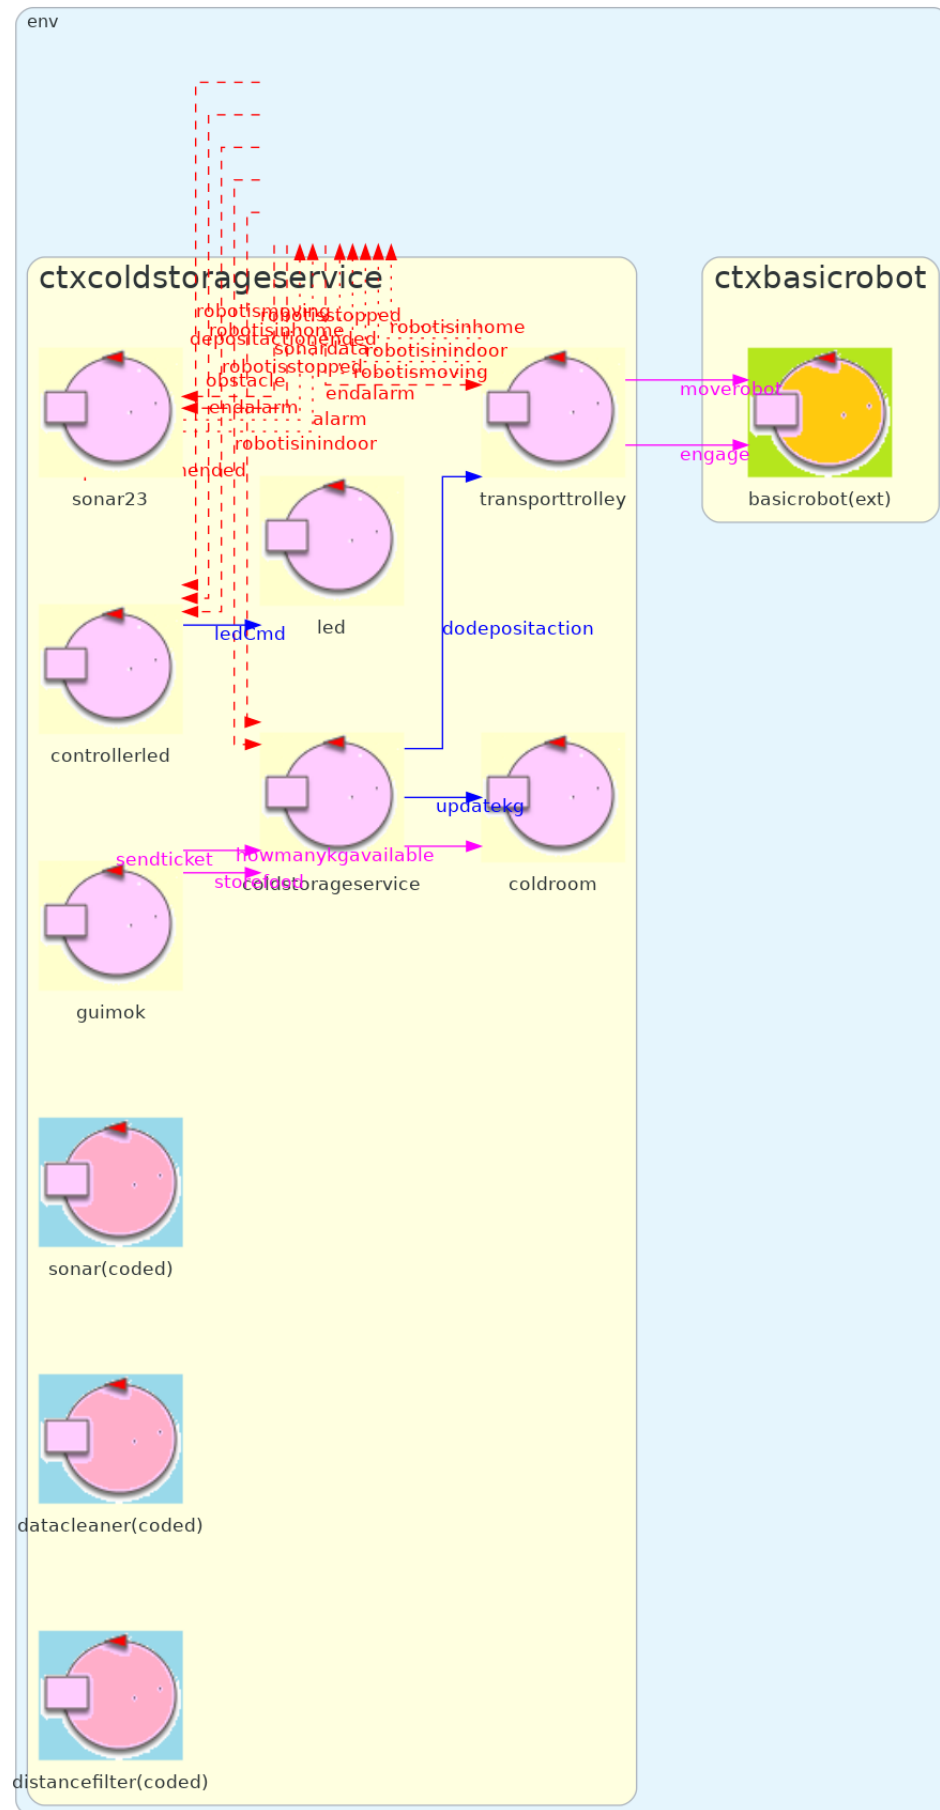 env
ctxcoldstorageservice
ctxbasicrobot
robotismoving
robotisstopped
robotisinhome
robotisinhome
depositactionended
sonardata
robotisinindoor
robotisstopped
robotismoving
obstacle
endalarm
endalarm
alarm
robotisinindoor
nended
sonar23
transporttrolley
moverobot
engage
basicrobot(ext)
led
ledCmd
dodepositaction
controllerled
updatekg
sendticket
howmanykgavailable
storefood
coldstorageservice
coldroom
guimok
sonar(coded)
datacleaner(coded)
distancefilter(coded)